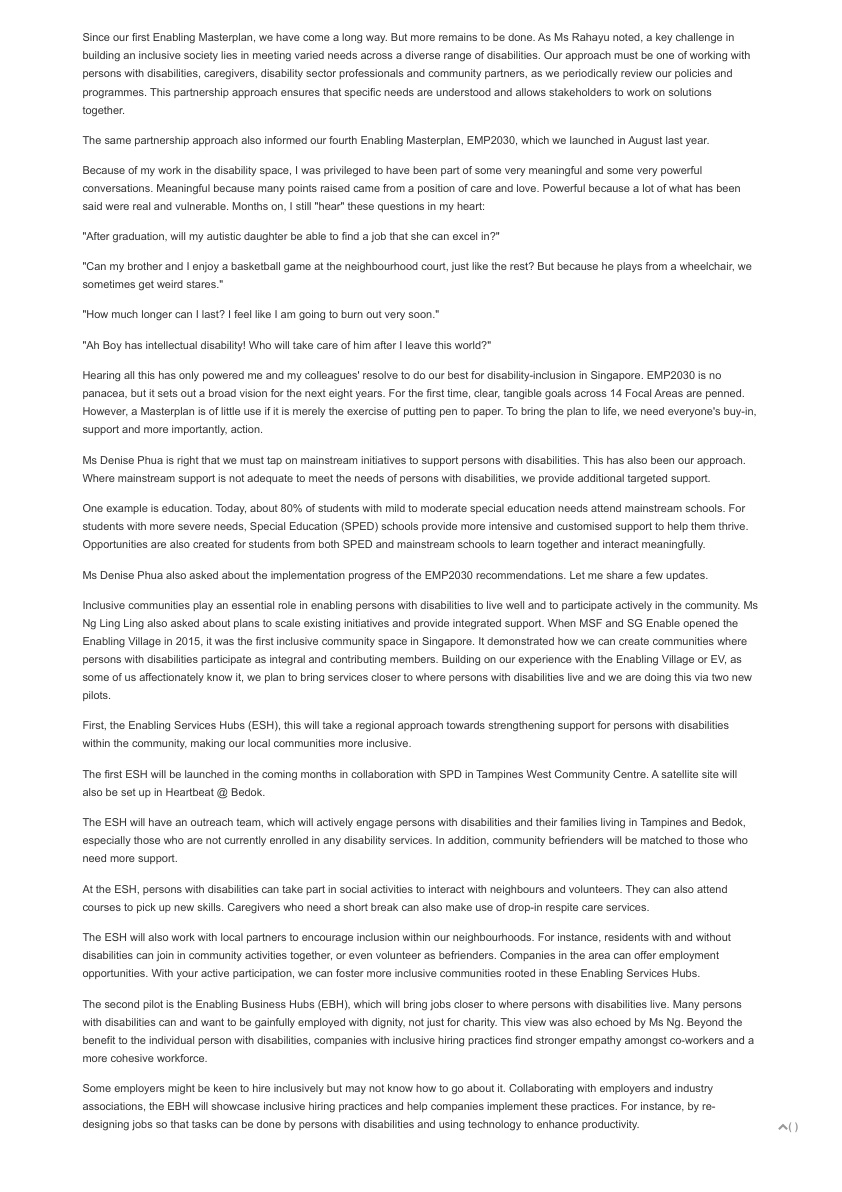 Since our first Enabling Masterplan, we have come a long way. But more remains to be done. As Ms Rahayu noted, a key challenge in
building an inclusive society lies in meeting varied needs across a diverse range of disabilities. Our approach must be one of working with
persons with disabilities, caregivers, disability sector professionals and community partners, as we periodically review our policies and
programmes. This partnership approach ensures that specific needs are understood and allows stakeholders to work on solutions
together.
The same partnership approach also informed our fourth Enabling Masterplan, EMP2030, which we launched in August last year.
Because of my work in the disability space, I was privileged to have been part of some very meaningful and some very powerful
conversations. Meaningful because many points raised came from a position of care and love. Powerful because a lot of what has been
said were real and vulnerable. Months on, I still "hear" these questions in my heart:
"After graduation, will my autistic daughter be able to find a job that she can excel in?"
"Can my brother and I enjoy a basketball game at the neighbourhood court, just like the rest? But because he plays from a wheelchair, we
sometimes get weird stares."
"How much longer can I last? I feel like I am going to burn out very soon."
"Ah Boy has intellectual disability! Who will take care of him after I leave this world?"
Hearing all this has only powered me and my colleagues' resolve to do our best for disability-inclusion in Singapore. EMP2030 is no
panacea, but it sets out a broad vision for the next eight years. For the first time, clear, tangible goals across 14 Focal Areas are penned.
However, a Masterplan is of little use if it is merely the exercise of putting pen to paper. To bring the plan to life, we need everyone's buy-in,
support and more importantly, action.
Ms Denise Phua is right that we must tap on mainstream initiatives to support persons with disabilities. This has also been our approach.
Where mainstream support is not adequate to meet the needs of persons with disabilities, we provide additional targeted support.
One example is education. Today, about 80% of students with mild to moderate special education needs attend mainstream schools. For
students with more severe needs, Special Education (SPED) schools provide more intensive and customised support to help them thrive.
Opportunities are also created for students from both SPED and mainstream schools to learn together and interact meaningfully.
Ms Denise Phua also asked about the implementation progress of the EMP2030 recommendations. Let me share a few updates.
Inclusive communities play an essential role in enabling persons with disabilities to live well and to participate actively in the community. Ms
Ng Ling Ling also asked about plans to scale existing initiatives and provide integrated support. When MSF and SG Enable opened the
Enabling Village in 2015, it was the first inclusive community space in Singapore. It demonstrated how we can create communities where
persons with disabilities participate as integral and contributing members. Building on our experience with the Enabling Village or EV, as
some of us affectionately know it, we plan to bring services closer to where persons with disabilities live and we are doing this via two new
pilots.
First, the Enabling Services Hubs (ESH), this will take a regional approach towards strengthening support for persons with disabilities
within the community, making our local communities more inclusive.
The first ESH will be launched in the coming months in collaboration with SPD in Tampines West Community Centre. A satellite site will
also be set up in Heartbeat @ Bedok.
The ESH will have an outreach team, which will actively engage persons with disabilities and their families living in Tampines and Bedok,
especially those who are not currently enrolled in any disability services. In addition, community befrienders will be matched to those who
need more support.
At the ESH, persons with disabilities can take part in social activities to interact with neighbours and volunteers. They can also attend
courses to pick up new skills. Caregivers who need a short break can also make use of drop-in respite care services.
The ESH will also work with local partners to encourage inclusion within our neighbourhoods. For instance, residents with and without
disabilities can join in community activities together, or even volunteer as befrienders. Companies in the area can offer employment
opportunities. With your active participation, we can foster more inclusive communities rooted in these Enabling Services Hubs.
The second pilot is the Enabling Business Hubs (EBH), which will bring jobs closer to where persons with disabilities live. Many persons
with disabilities can and want to be gainfully employed with dignity, not just for charity. This view was also echoed by Ms Ng. Beyond the
benefit to the individual person with disabilities, companies with inclusive hiring practices find stronger empathy amongst co-workers and a
more cohesive workforce.
Some employers might be keen to hire inclusively but may not know how to go about it. Collaborating with employers and industry
associations, the EBH will showcase inclusive hiring practices and help companies implement these practices. For instance, by re-
designing jobs so that tasks can be done by persons with disabilities and using technology to enhance productivity.
( )